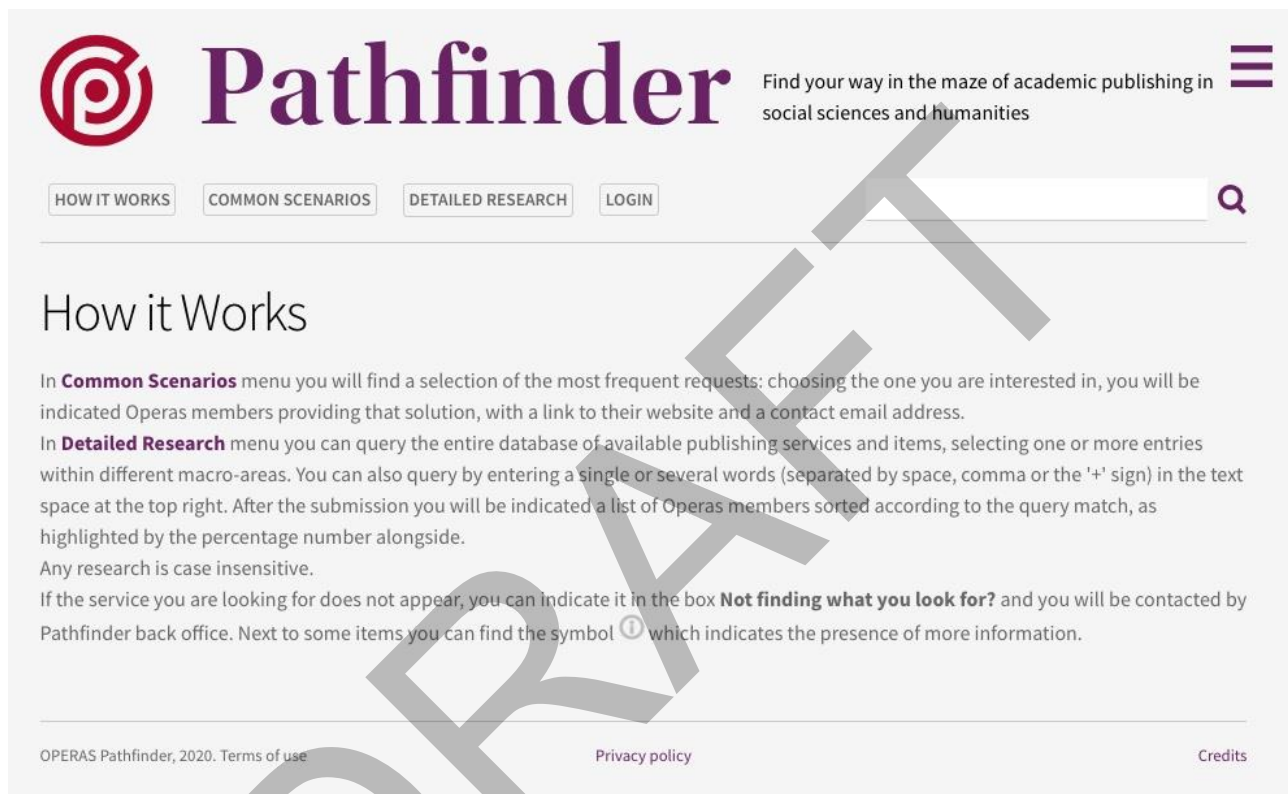 Pathfinder
Find your way in the maze of academic publishing in
social sciences and humanities
HOW IT WORKS
COMMON SCENARIOS
DETAILED RESEARCH
LOGIN
How it Works
In Common Scenarios menu you will find a selection of the most frequent requests: choosing the one you are interested in, you will be
indicated Operas members providing that solution, with a link to their website and a contact email address.
In Detailed Research menu you can query the entire database of available publishing services and items, selecting one or more entries
within different macro-areas. You can also query by entering a single or several words (separated by space, comma or the '+' sign) in the text
space at the top right. After the submission you will be indicated a list of Operas members sorted according to the query match, as
highlighted by the percentage number alongside.
Any research is case insensitive.
If the service you are looking for does not appear, you can indicate it in the box Not finding what you look for? and you will be contacted by
Pathfinder back office. Next to some items you can find the symbol ⓘ which indicates the presence of more information.
OPERAS Pathfinder, 2020. Terms of use
Privacy policy
Credits
DRAFT